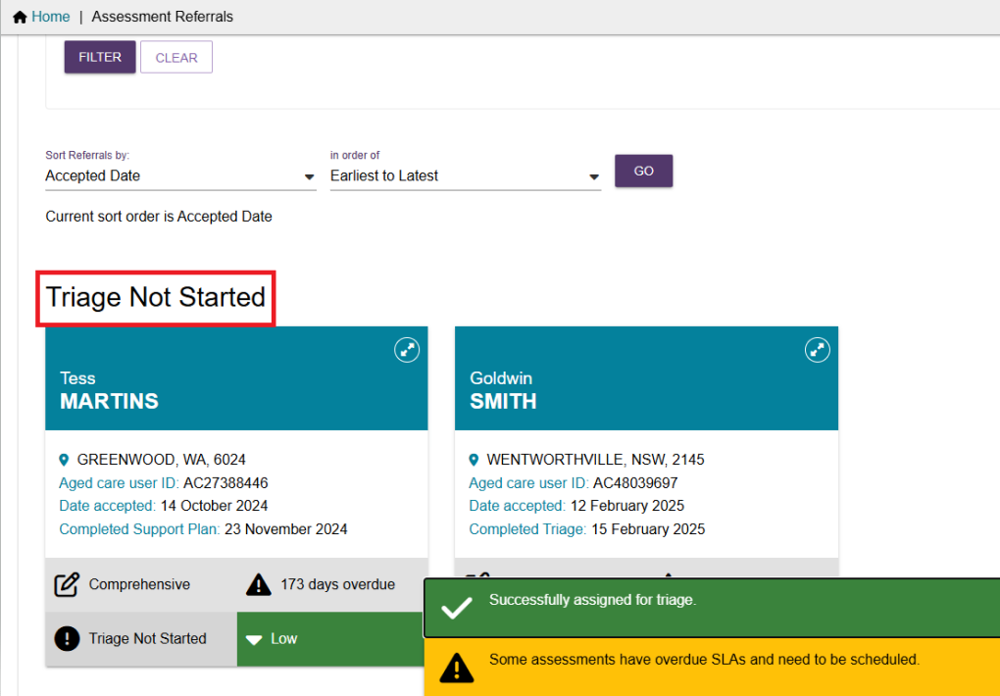 Home | Assessment Referrals
FILTER CLEAR
Sort Referrals by: in order of
Accepted Date Earliest to Latest GO
Current sort order is Accepted Date
Triage Not Started
Tess
MARTINS
GREENWOOD, WA, 6024
Aged care user ID: AC27388446
Date accepted: 14 October 2024
Completed Support Plan: 23 November 2024
Comprehensive 173 days overdue
Triage Not Started Low
Goldwin
SMITH
WENTWORTHVILLE, NSW, 2145
Aged care user ID: AC48039697
Date accepted: 12 February 2025
Completed Triage: 15 February 2025
Successfully assigned for triage.
Some assessments have overdue SLAs and need to be scheduled.